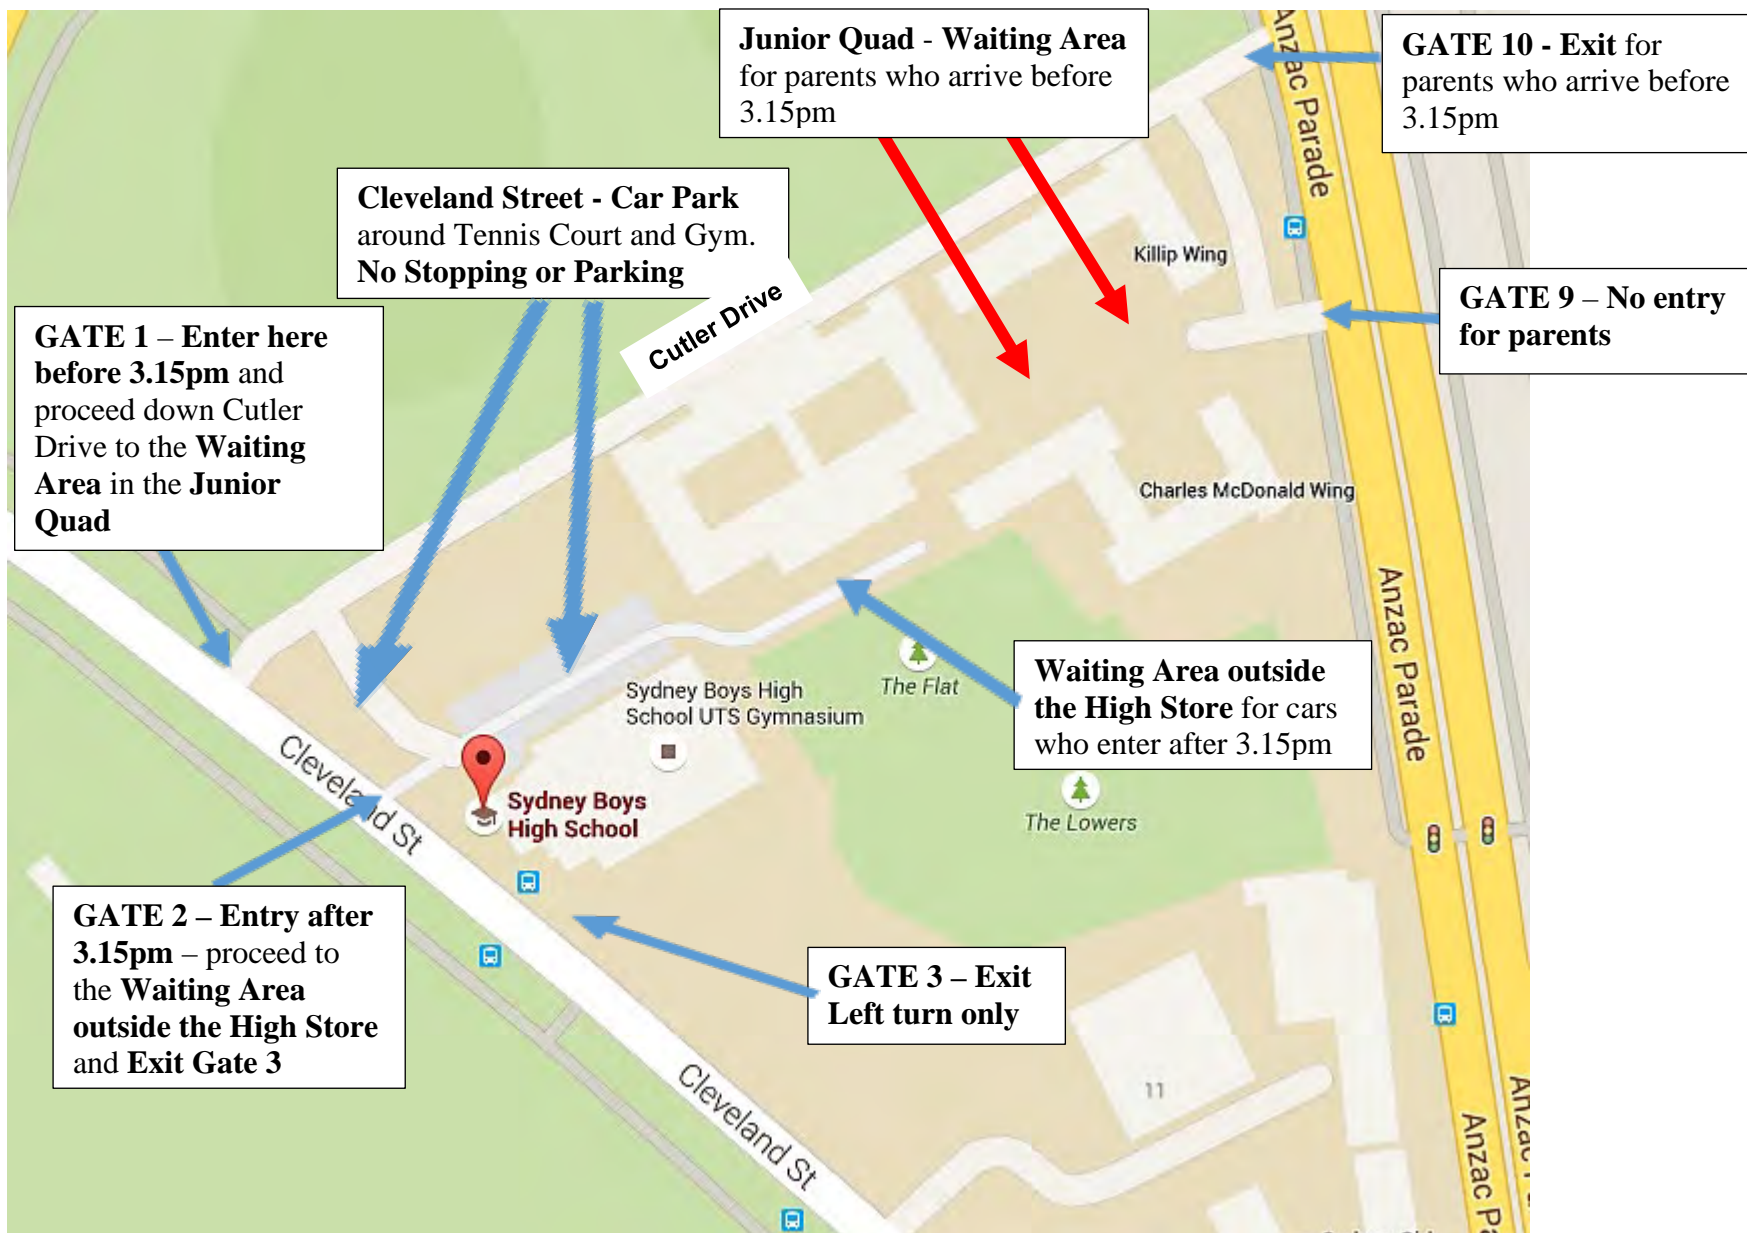 Junior Quad - Waiting Area
for parents who arrive before
3.15pm
GATE 10 - Exit for
parents who arrive before
3.15pm
Anzac Parade
Cleveland Street - Car Park
around Tennis Court and Gym.
No Stopping or Parking
Killip Wing
GATE 9 – No entry
for parents
Cutler Drive
GATE 1 – Enter here
before 3.15pm and
proceed down Cutler
Drive to the Waiting
Area in the Junior
Quad
Charles McDonald Wing
Anzac Parade
Waiting Area outside
the High Store for cars
who enter after 3.15pm
The Flat
Sydney Boys High
School UTS Gymnasium
Cleveland St
Sydney Boys
High School
The Lowers
GATE 2 – Entry after
3.15pm – proceed to
the Waiting Area
outside the High Store
and Exit Gate 3
GATE 3 – Exit
Left turn only
11
Cleveland St
Anzac Pa
Anzac